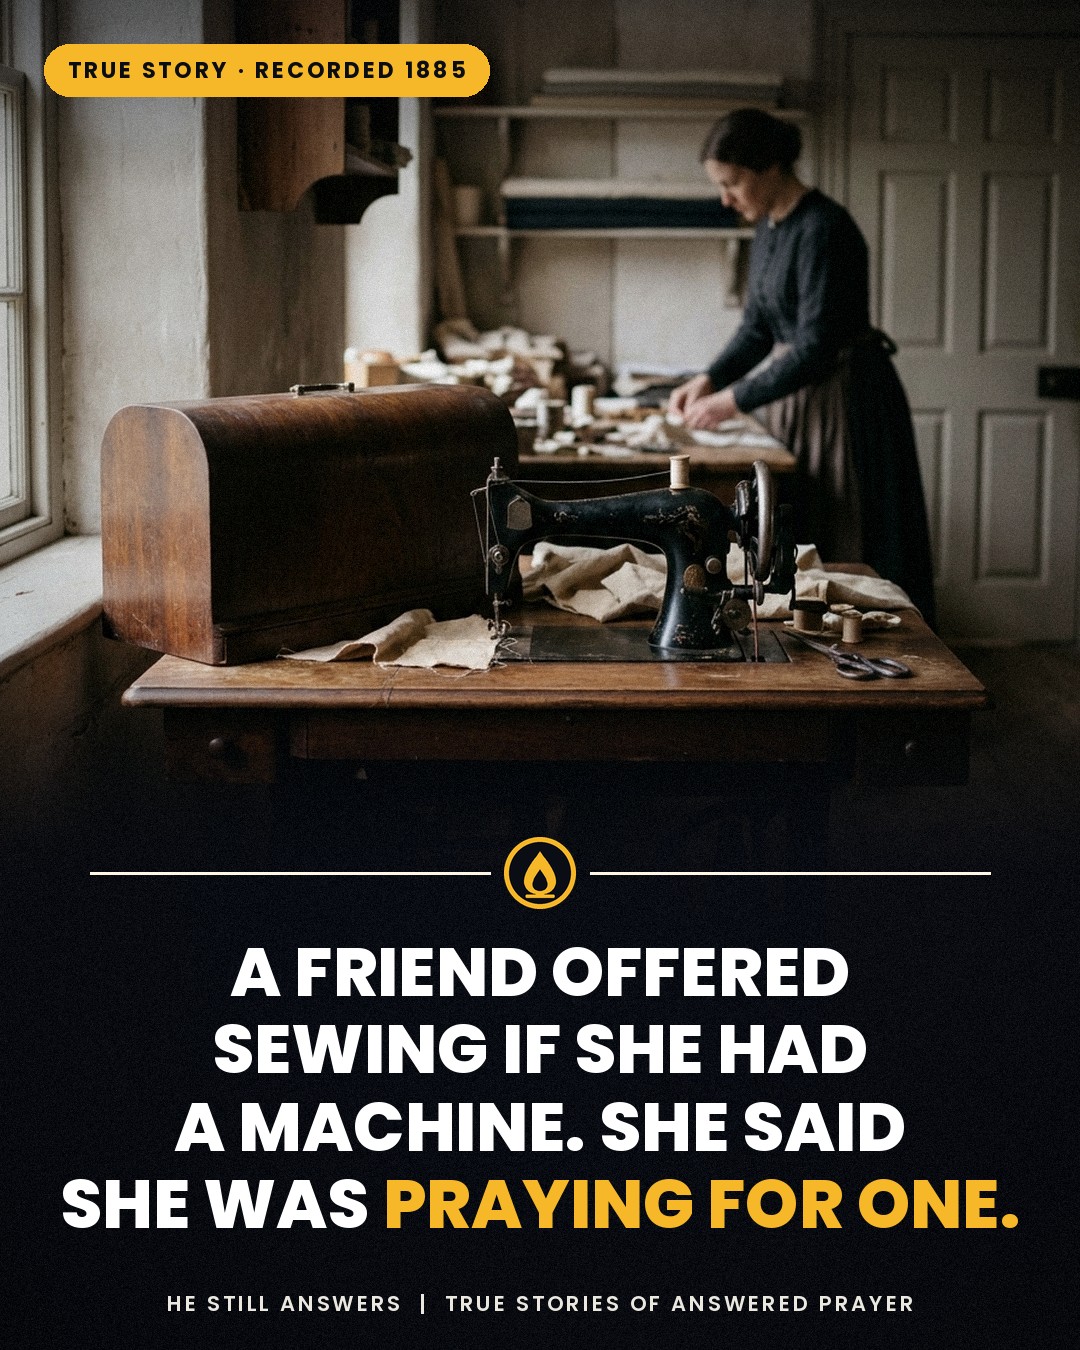 TRUE STORY · RECORDED 1885
A FRIEND OFFERED
SEWING IF SHE HAD
A MACHINE. SHE SAID
SHE WAS PRAYING FOR ONE.
HE STILL ANSWERS | TRUE STORIES OF ANSWERED PRAYER